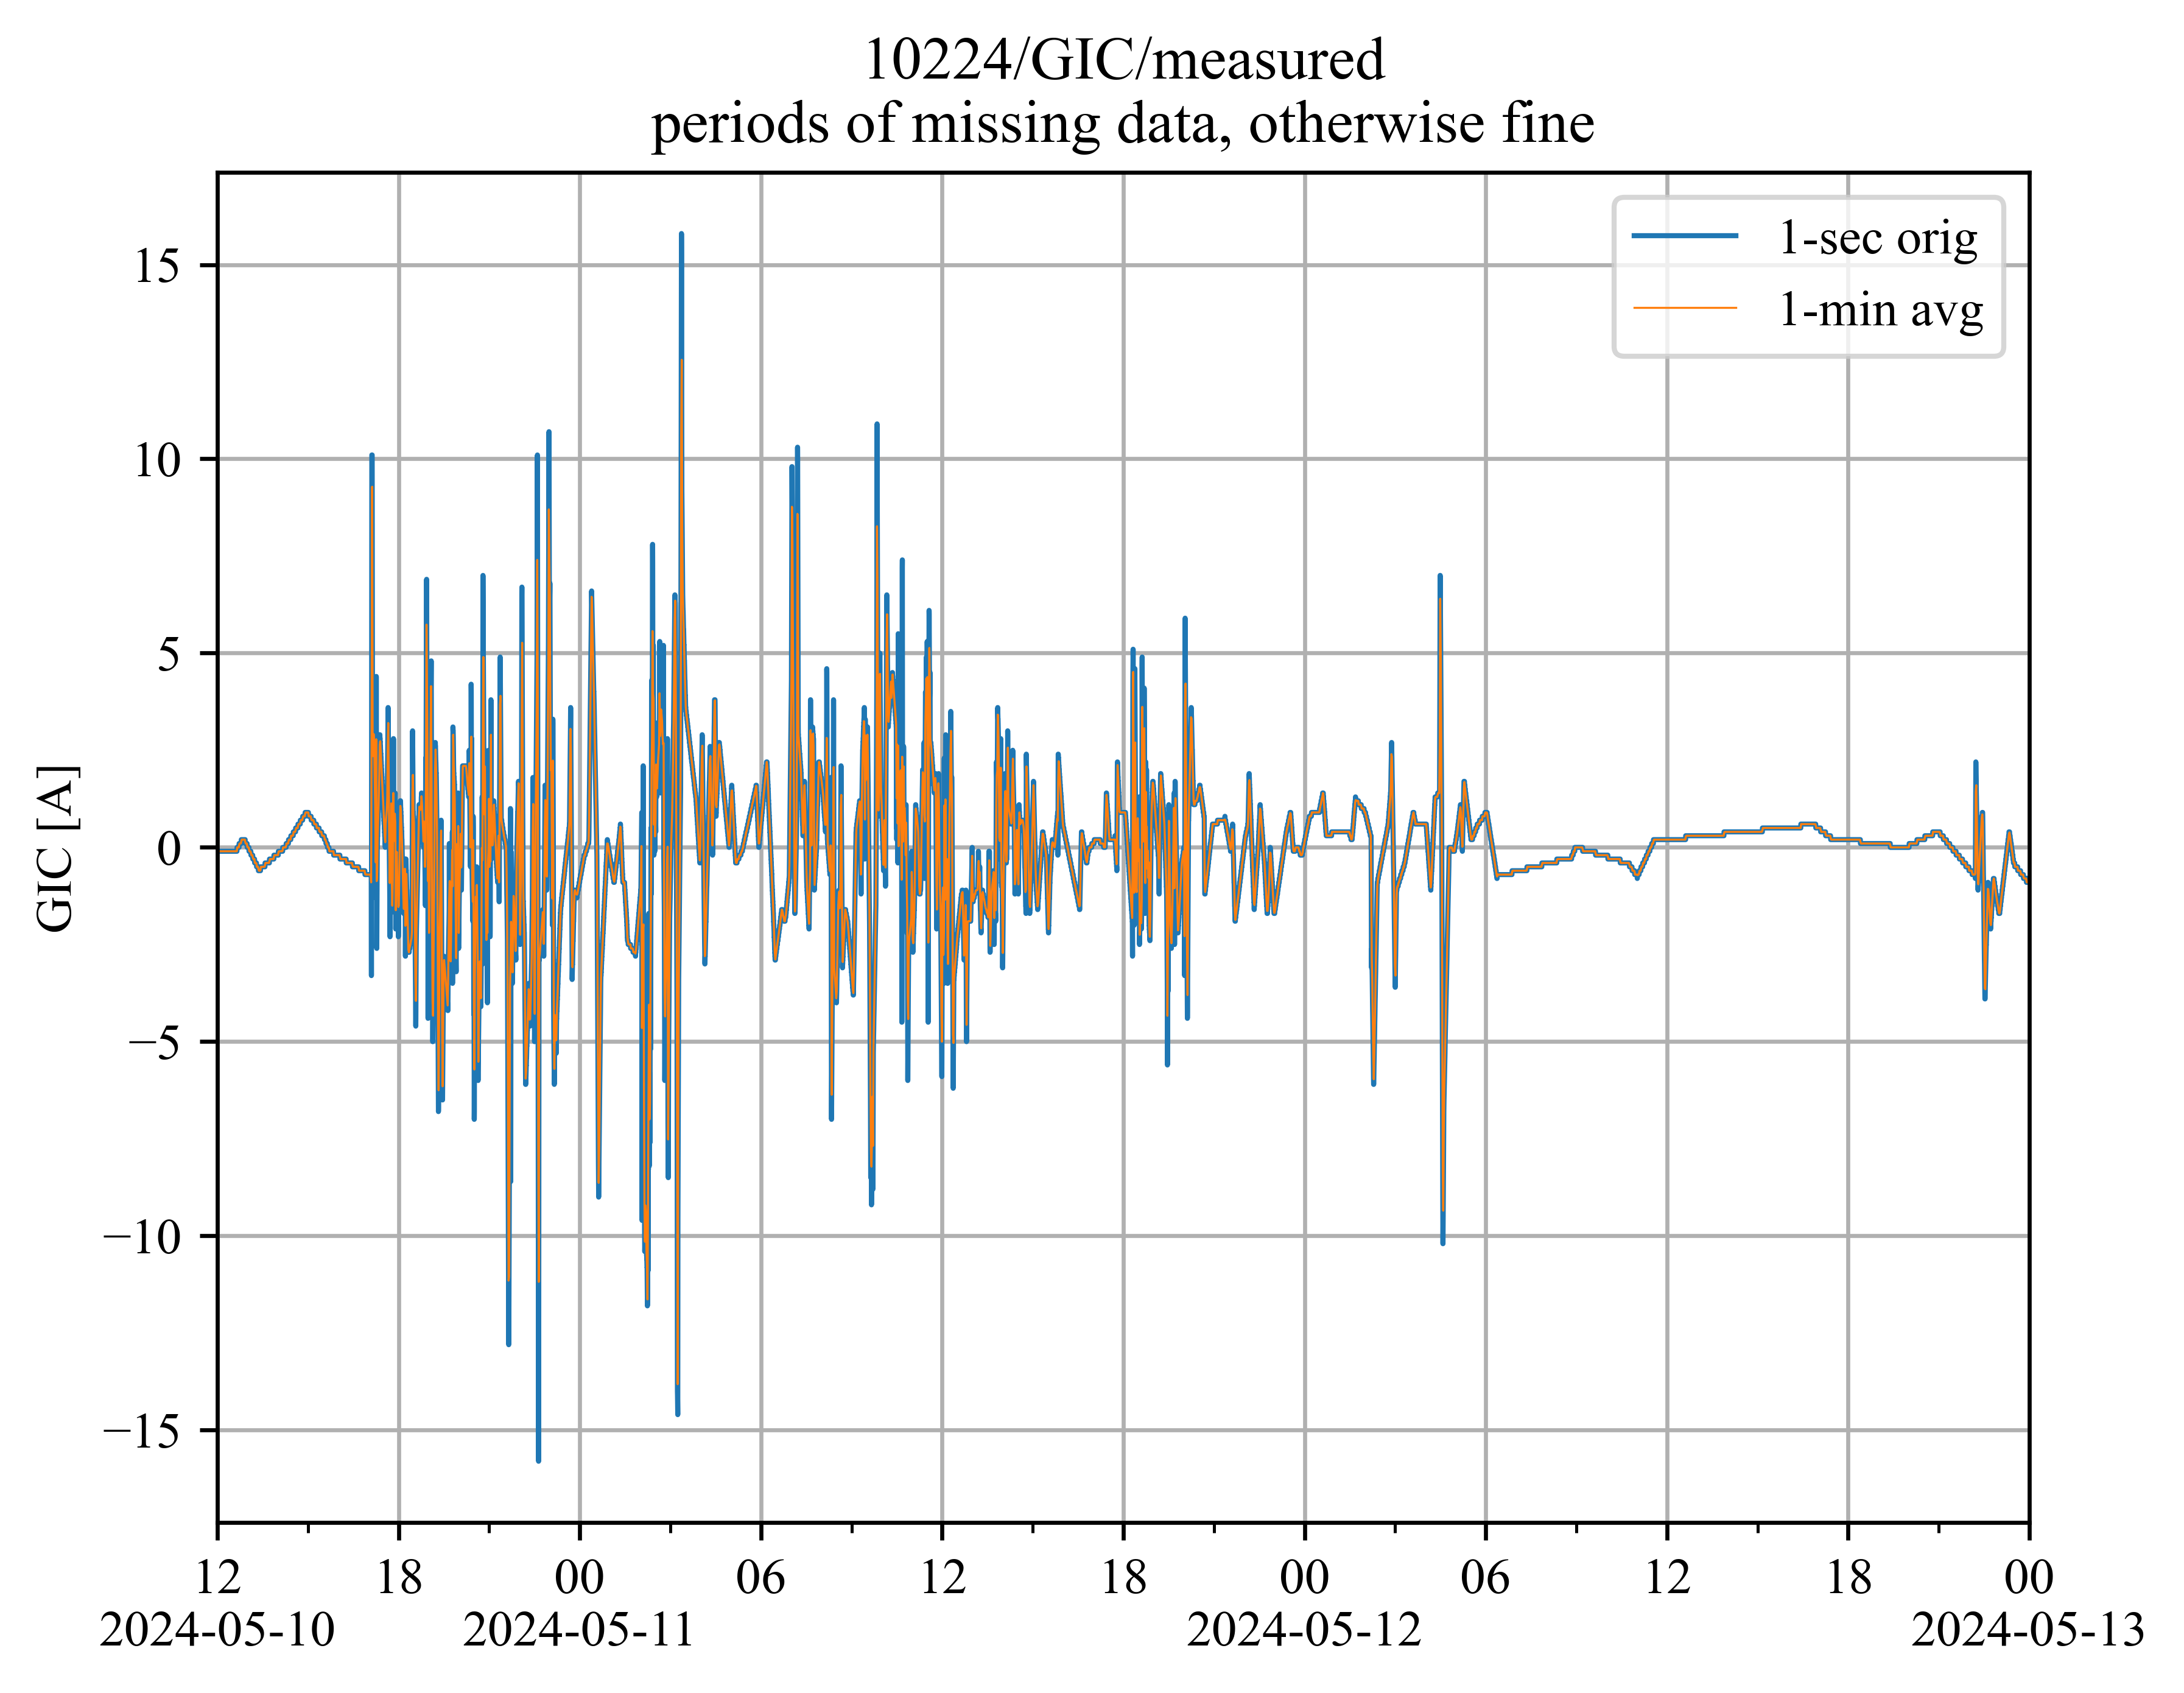 10224/GIC/measured
periods of missing data, otherwise fine
1-sec orig
1-min avg
GIC [A]
15
10
5
0
−5
−10
−15
12 18 00 06 12 18 00 06 12 18 00
2024-05-10 2024-05-11 2024-05-12 2024-05-13